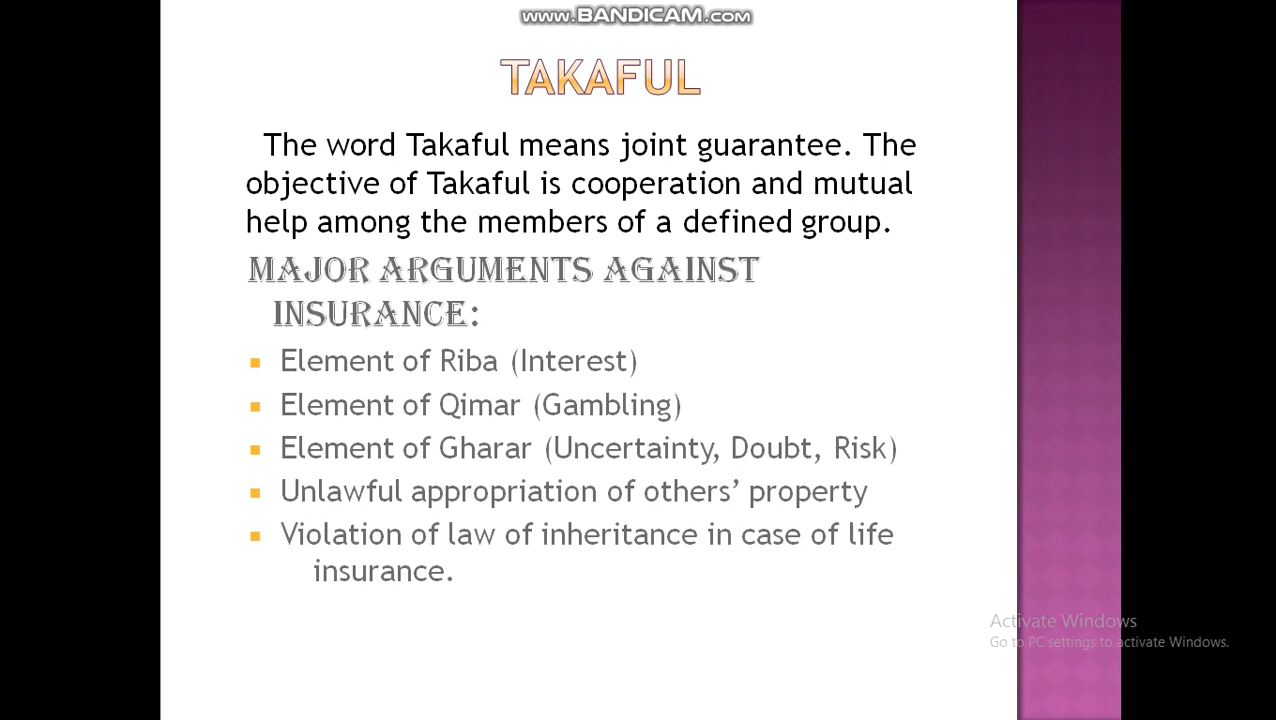 www.BANDICAM.com
TAKAFUL
The word Takaful means joint guarantee. The
objective of Takaful is cooperation and mutual
help among the members of a defined group.
MAJOR ARGUMENTS AGAINST
INSURANCE:
Element of Riba (Interest)
Element of Qimar (Gambling)
Element of Gharar (Uncertainty, Doubt, Risk)
Unlawful appropriation of others’ property
Violation of law of inheritance in case of life
insurance.
Activate Windows
Go to PC settings to activate Windows.